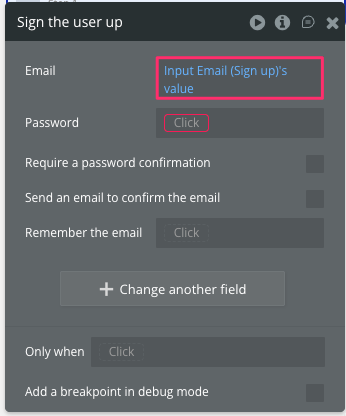 Sign the user up
Email
Input Email (Sign up)'s
value
Password
Click
Require a password confirmation
Send an email to confirm the email
Remember the email
Click
Change another field
Only when
Click
Add a breakpoint in debug mode